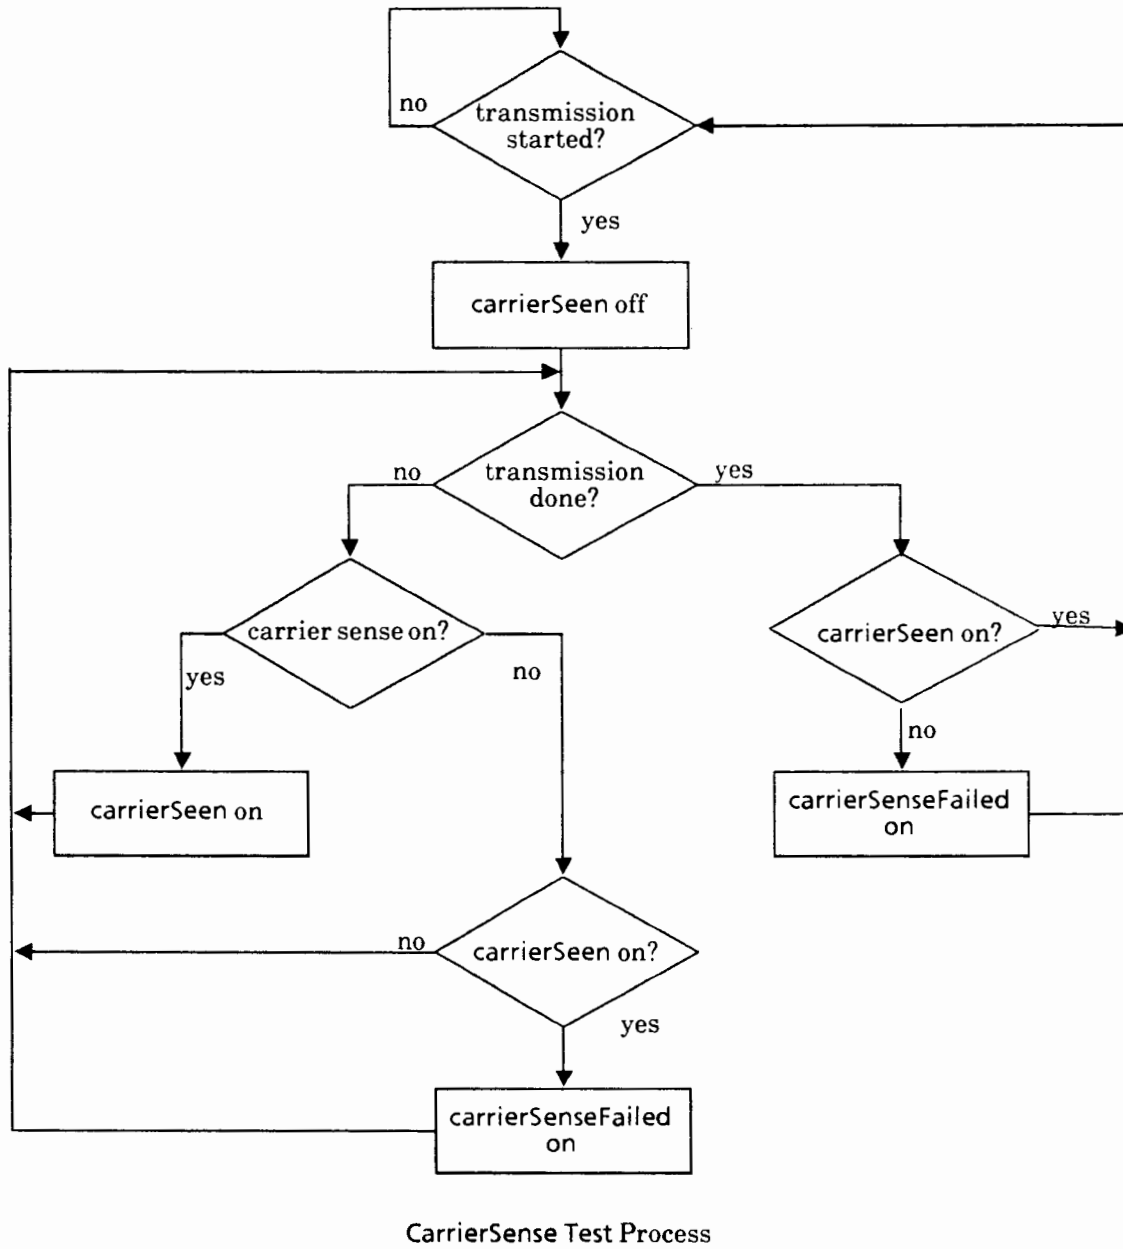 no
transmission
started?
yes
carrierSeen off
no
transmission
done?
yes
carrier sense on?
yes
no
carrierSeen on?
yes
no
carrierSeen on
carrierSenseFailed
on
no
carrierSeen on?
yes
carrierSenseFailed
on
CarrierSense Test Process